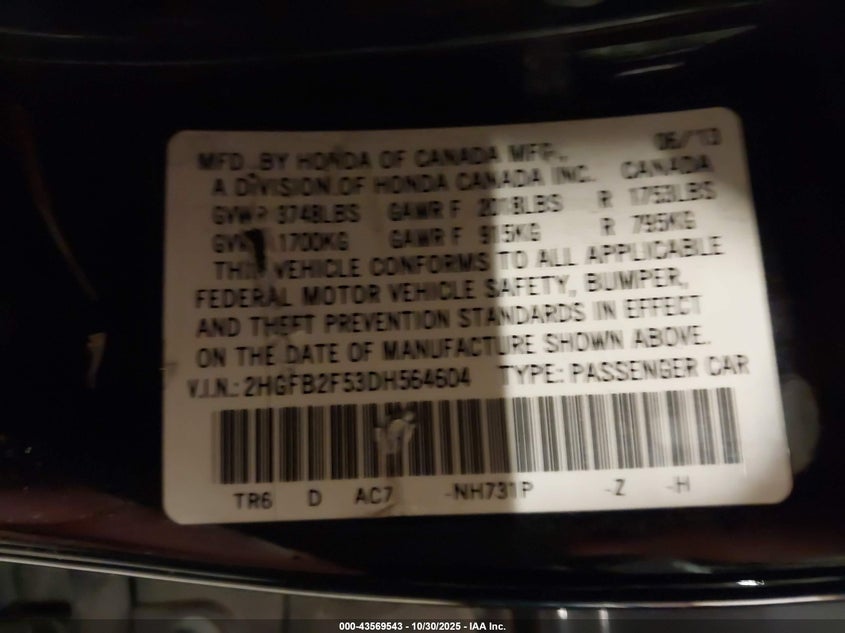 MFD. BY HONDA OF CANADA MFG., 06/'13
A DIVISION OF HONDA CANADA INC. CANADA
GVWR 3748LBS GAWR F 2018LBS R 1753LBS
GVWR 1700KG GAWR F 915KG R 795KG
THIS VEHICLE CONFORMS TO ALL APPLICABLE
FEDERAL MOTOR VEHICLE SAFETY, BUMPER,
AND THEFT PREVENTION STANDARDS IN EFFECT
ON THE DATE OF MANUFACTURE SHOWN ABOVE.
V.I.N.: 2HGFB2F53DH564604 TYPE: PASSENGER CAR
TR6 D AC7 -NH731P -Z -H
000-43569543 - 10/30/2025 - IAA Inc.